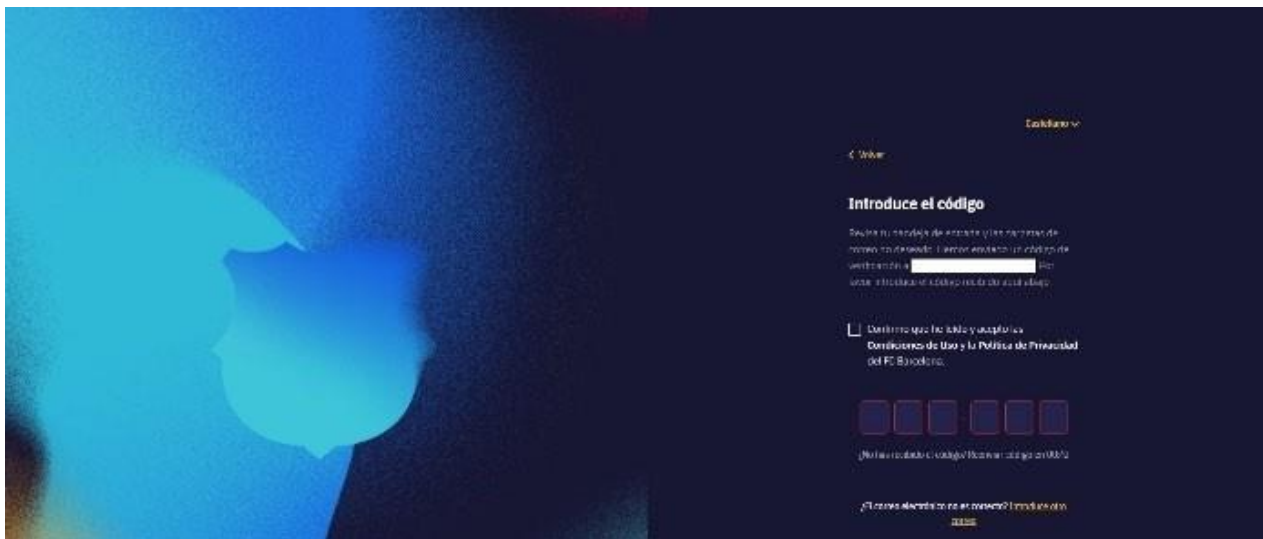 Castellano
Volver
Introduce el código
Revisa tu bandeja de entrada y las carpetas de
correo no deseado. Hemos enviado un código de
verificación a Por
favor introduce el código recibido aquí abajo
Confirmo que he leído y acepto las
Condiciones de Uso y la Política de Privacidad
del FC Barcelona.
¿No has recibido el código? Reenviar código en
¿El correo electrónico no es correcto? Introduce otro
correo